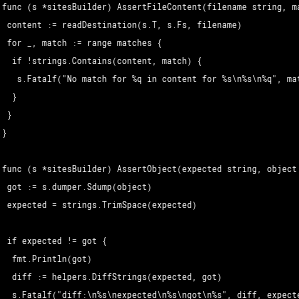 func (s *sitesBuilder) AssertFileContent(filename string, ma
content := readDestination(s.T, s.Fs, filename)
for _, match := range matches {
if !strings.Contains(content, match) {
s.Fatalf("No match for %q in content for %s\n%s\n%q", mat
}
}
}
func (s *sitesBuilder) AssertObject(expected string, object
got := s.dumper.Sdump(object)
expected = strings.TrimSpace(expected)
if expected != got {
fmt.Println(got)
diff := helpers.DiffStrings(expected, got)
s.Fatalf("diff:\n%s\nexpected\n%s\ngot\n%s", diff, expecte